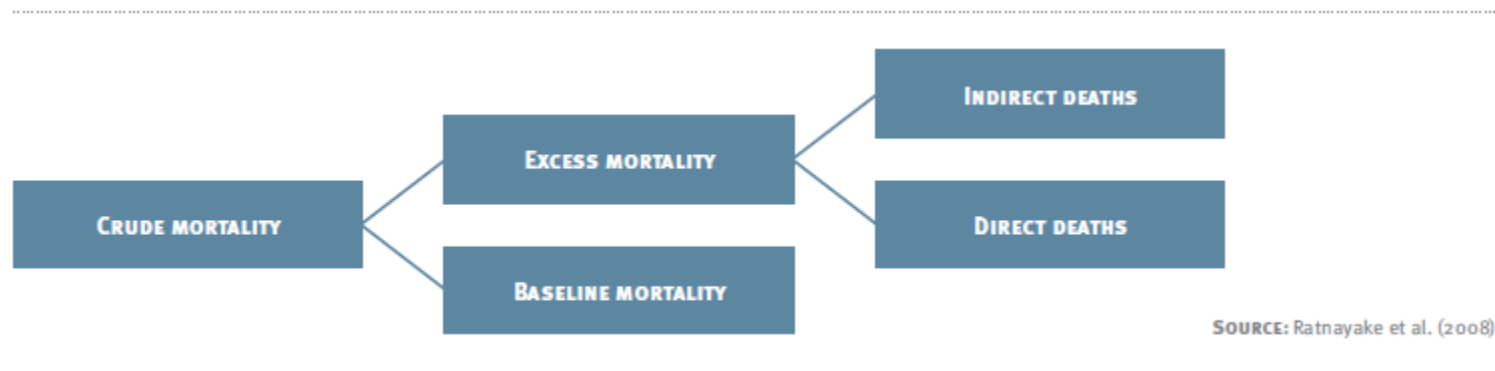 Indirect deaths
Excess mortality
Crude mortality
Direct deaths
Baseline mortality
Source: Ratnayake et al. (2008)